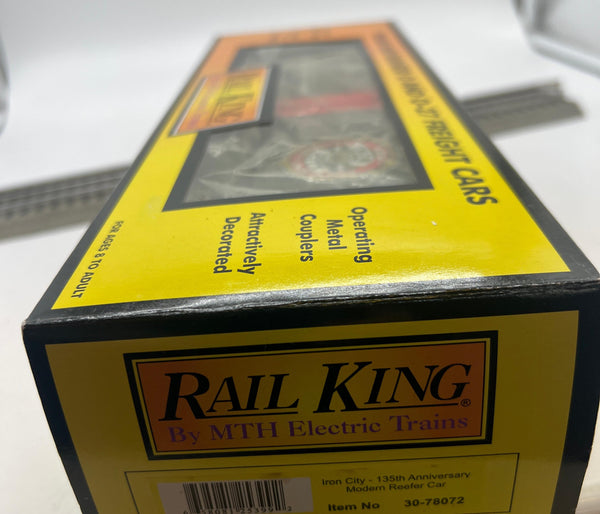 RAIL KING
O-27 FREIGHT CARS
Operating
Metal
Couplers
Attractively
Decorated
FOR AGES 8 TO ADULT
RAIL KING®
By MTH Electric Trains
Iron City - 135th Anniversary
Modern Reefer Car
Item No 30-78072